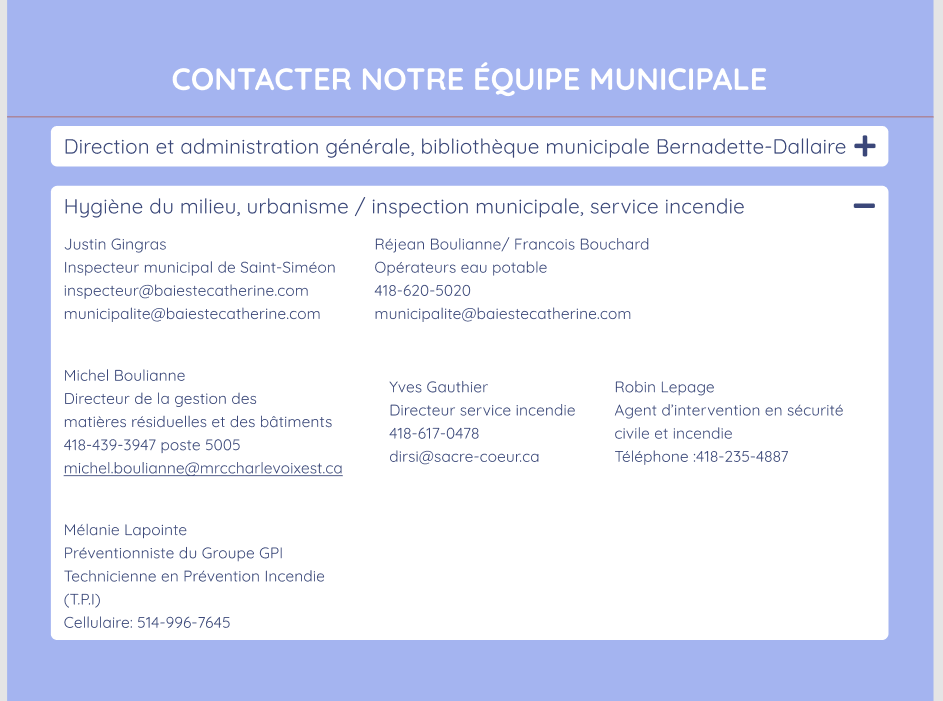 CONTACTER NOTRE ÉQUIPE MUNICIPALE
Direction et administration générale, bibliothèque municipale Bernadette-Dallaire
Hygiène du milieu, urbanisme / inspection municipale, service incendie
Justin Gingras
Inspecteur municipal de Saint-Siméon
inspecteur@baiestecatherine.com
municipalite@baiestecatherine.com
Réjean Boulianne/ Francois Bouchard
Opérateurs eau potable
418-620-5020
municipalite@baiestecatherine.com
Michel Boulianne
Directeur de la gestion des
matières résiduelles et des bâtiments
418-439-3947 poste 5005
michel.boulianne@mrccharlevoixest.ca
Yves Gauthier
Directeur service incendie
418-617-0478
dirsi@sacre-coeur.ca
Robin Lepage
Agent d'intervention en sécurité
civile et incendie
Téléphone :418-235-4887
Mélanie Lapointe
Préventionniste du Groupe GPI
Technicienne en Prévention Incendie
(T.P.I)
Cellulaire: 514-996-7645